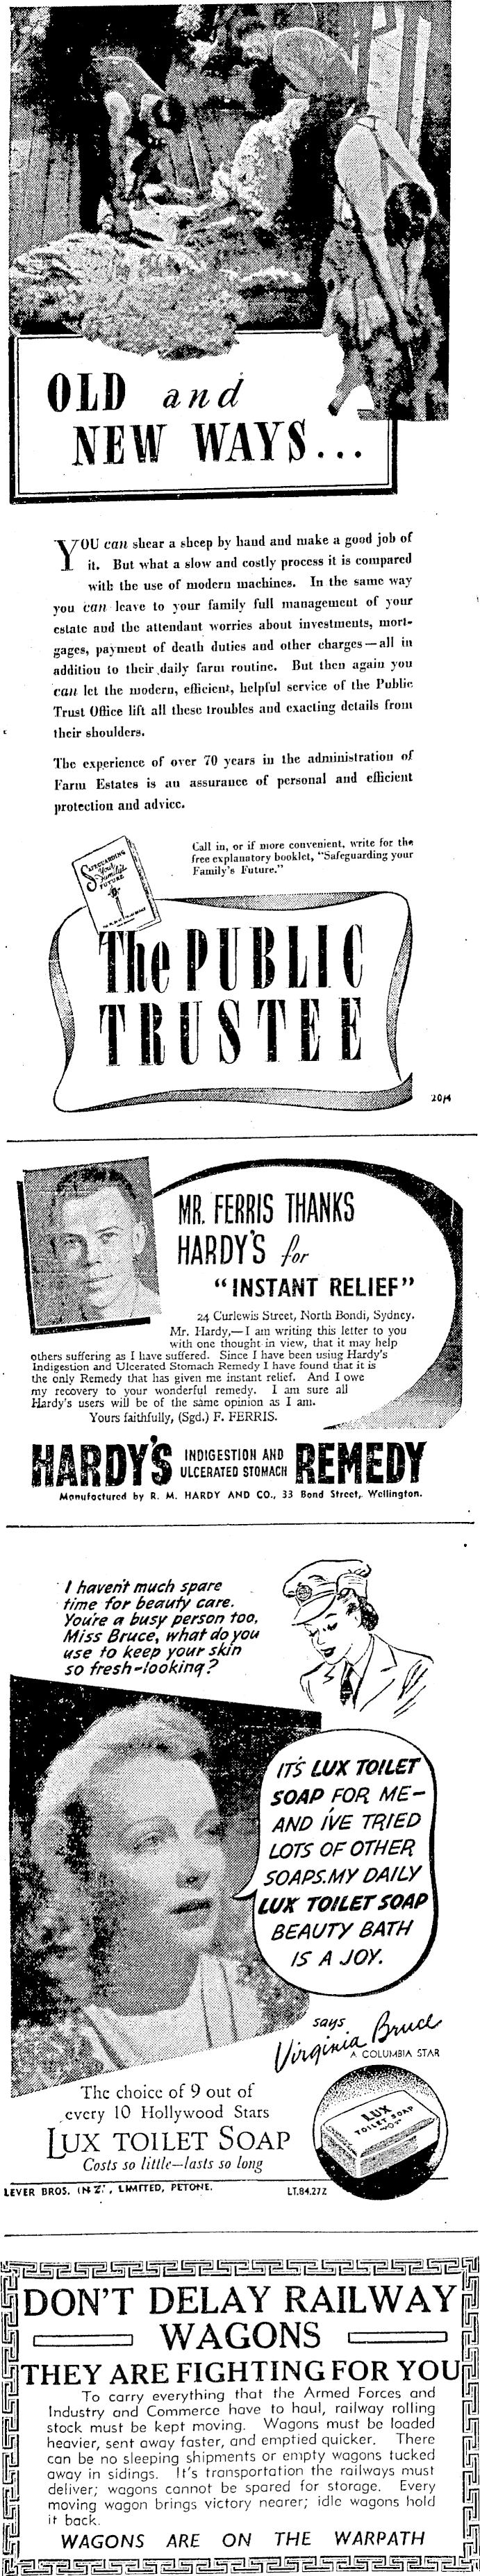 OLD and
NEW WAYS...
YOU can shear a sheep by hand and make a good job of
it. But what a slow and costly process it is compared
with the use of modern machines. In the same way
you can leave to your family full management of your
estate and the attendant worries about investments, mort-
gages, payment of death duties and other charges—all in
addition to their daily farm routine. But then again you
can let the modern, efficient, helpful service of the Public
Trust Office lift all these troubles and exacting details from
their shoulders.
The experience of over 70 years in the administration of
Farm Estates is an assurance of personal and efficient
protection and advice.
Call in, or if more convenient, write for the
free explanatory booklet, "Safeguarding your
Family's Future."
SAFEGUARDING
Your
Family's
FUTURE
The PUBLIC
TRUSTEE
20/4
MR. FERRIS THANKS
HARDY'S for
"INSTANT RELIEF"
24 Curlewis Street, North Bondi, Sydney.
Mr. Hardy,—I am writing this letter to you
with one thought in view, that it may help
others suffering as I have suffered. Since I have been using Hardy's
Indigestion and Ulcerated Stomach Remedy I have found that it is
the only Remedy that has given me instant relief. And I owe
my recovery to your wonderful remedy. I am sure all
Hardy's users will be of the same opinion as I am.
Yours faithfully, (Sgd.) F. FERRIS.
HARDY'S INDIGESTION AND ULCERATED STOMACH REMEDY
Manufactured by R. M. HARDY AND CO., 33 Bond Street, Wellington.
I haven't much spare
time for beauty care.
You're a busy person too,
Miss Bruce, what do you
use to keep your skin
so fresh-looking?
IT'S LUX TOILET
SOAP FOR ME—
AND I'VE TRIED
LOTS OF OTHER
SOAPS. MY DAILY
LUX TOILET SOAP
BEAUTY BATH
IS A JOY.
says
Virginia Bruce
A COLUMBIA STAR
The choice of 9 out of
every 10 Hollywood Stars
LUX TOILET SOAP
Costs so little—lasts so long
LUX
TOILET SOAP
LEVER BROS. (N.Z.), LIMITED, PETONE.
LT.84.27Z
DON'T DELAY RAILWAY
WAGONS
THEY ARE FIGHTING FOR YOU
To carry everything that the Armed Forces and
Industry and Commerce have to haul, railway rolling
stock must be kept moving. Wagons must be loaded
heavier, sent away faster, and emptied quicker. There
can be no sleeping shipments or empty wagons tucked
away in sidings. It's transportation the railways must
deliver; wagons cannot be spared for storage. Every
moving wagon brings victory nearer; idle wagons hold
it back.
WAGONS ARE ON THE WARPATH